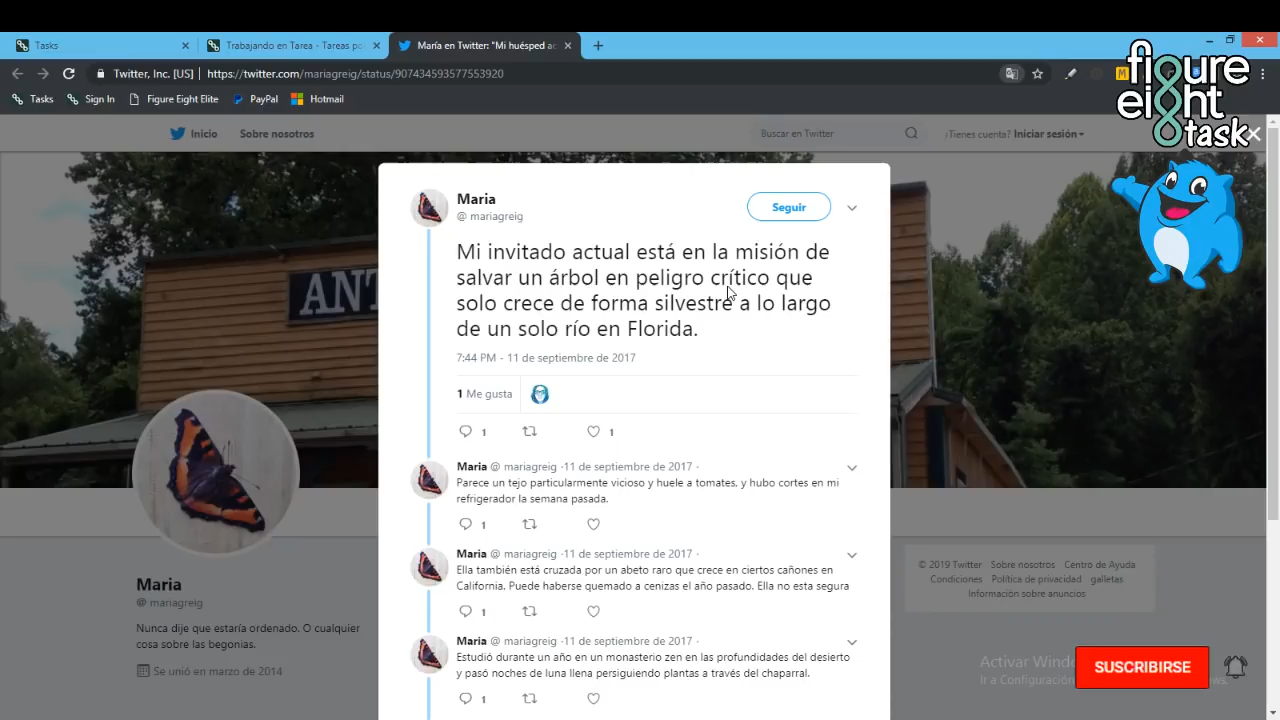 Tasks
Trabajando en Tarea - Tareas po
María en Twitter: "Mi huésped ac
Twitter, Inc. [US]
https://twitter.com/mariagreig/status/907434593577553920
Tasks
Sign In
Figure Eight Elite
PayPal
Hotmail
figure
eight
task
Inicio
Sobre nosotros
Buscar en Twitter
¿Tienes cuenta? Iniciar sesión
ANT
Maria
@ mariagreig
Seguir
Mi invitado actual está en la misión de
salvar un árbol en peligro crítico que
solo crece de forma silvestre a lo largo
de un solo río en Florida.
7:44 PM - 11 de septiembre de 2017
1 Me gusta
1
1
Maria @ mariagreig ·11 de septiembre de 2017 ·
Parece un tejo particularmente vicioso y huele a tomates, y hubo cortes en mi
refrigerador la semana pasada.
1
Maria @ mariagreig ·11 de septiembre de 2017 ·
Ella también está cruzada por un abeto raro que crece en ciertos cañones en
California. Puede haberse quemado a cenizas el año pasado. Ella no esta segura
1
Maria @ mariagreig ·11 de septiembre de 2017 ·
Estudió durante un año en un monasterio zen en las profundidades del desierto
y pasó noches de luna llena persiguiendo plantas a través del chaparral.
1
Maria
@ mariagreig
Nunca dije que estaría ordenado. O cualquier
cosa sobre las begonias.
Se unió en marzo de 2014
© 2019 Twitter Sobre nosotros Centro de Ayuda
Condiciones Política de privacidad galletas
Información sobre anuncios
Activar Windo
Ir a Configuración
SUSCRIBIRSE